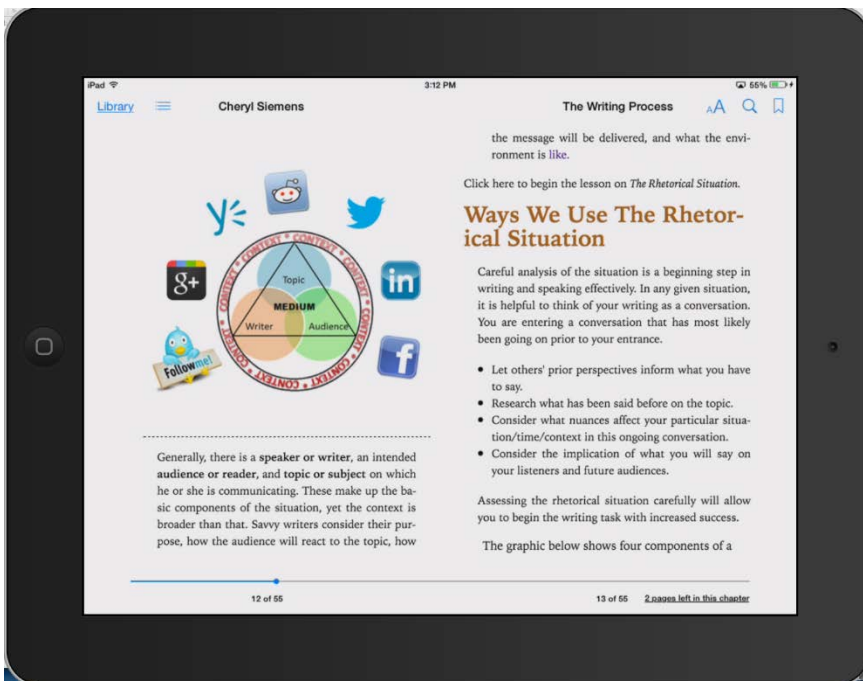 iPad
3:12 PM
55%
Library
Cheryl Siemens
The Writing Process
AA
g+
Followme!
in
f
CONTEXT * CONTEXT * CONTEXT * CONTEXT * CONTEXT * CONTEXT *
Topic
MEDIUM
Writer
Audience
Generally, there is a speaker or writer, an intended
audience or reader, and topic or subject on which
he or she is communicating. These make up the ba-
sic components of the situation, yet the context is
broader than that. Savvy writers consider their pur-
pose, how the audience will react to the topic, how
12 of 55
the message will be delivered, and what the envi-
ronment is like.
Click here to begin the lesson on The Rhetorical Situation.
Ways We Use The Rhetor-
ical Situation
Careful analysis of the situation is a beginning step in
writing and speaking effectively. In any given situation,
it is helpful to think of your writing as a conversation.
You are entering a conversation that has most likely
been going on prior to your entrance.
• Let others' prior perspectives inform what you have
to say.
• Research what has been said before on the topic.
• Consider what nuances affect your particular situa-
tion/time/context in this ongoing conversation.
• Consider the implication of what you will say on
your listeners and future audiences.
Assessing the rhetorical situation carefully will allow
you to begin the writing task with increased success.
The graphic below shows four components of a
13 of 55
2 pages left in this chapter